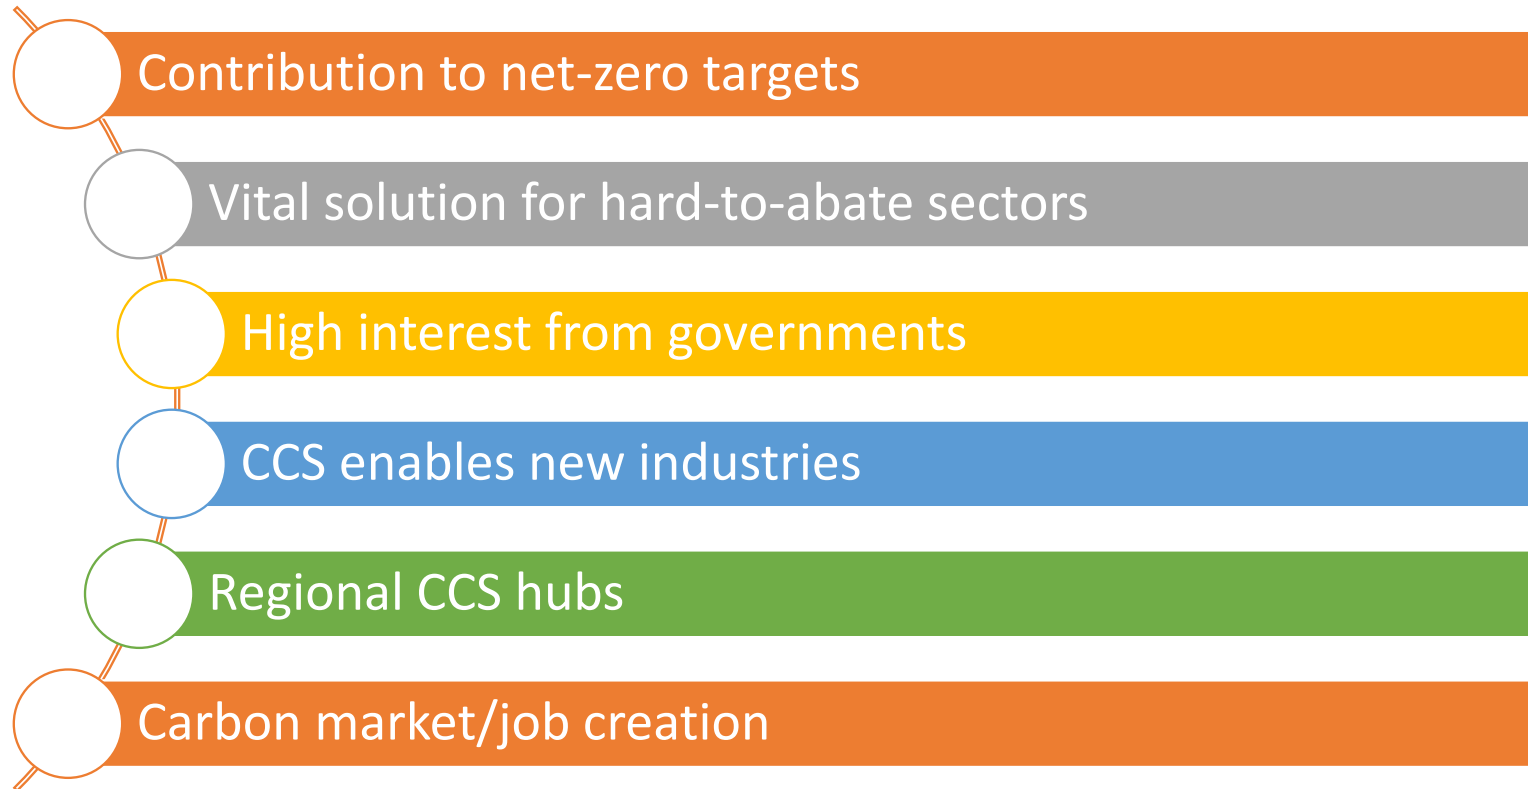 Contribution to net-zero targets
Vital solution for hard-to-abate sectors
High interest from governments
CCS enables new industries
Regional CCS hubs
Carbon market/job creation